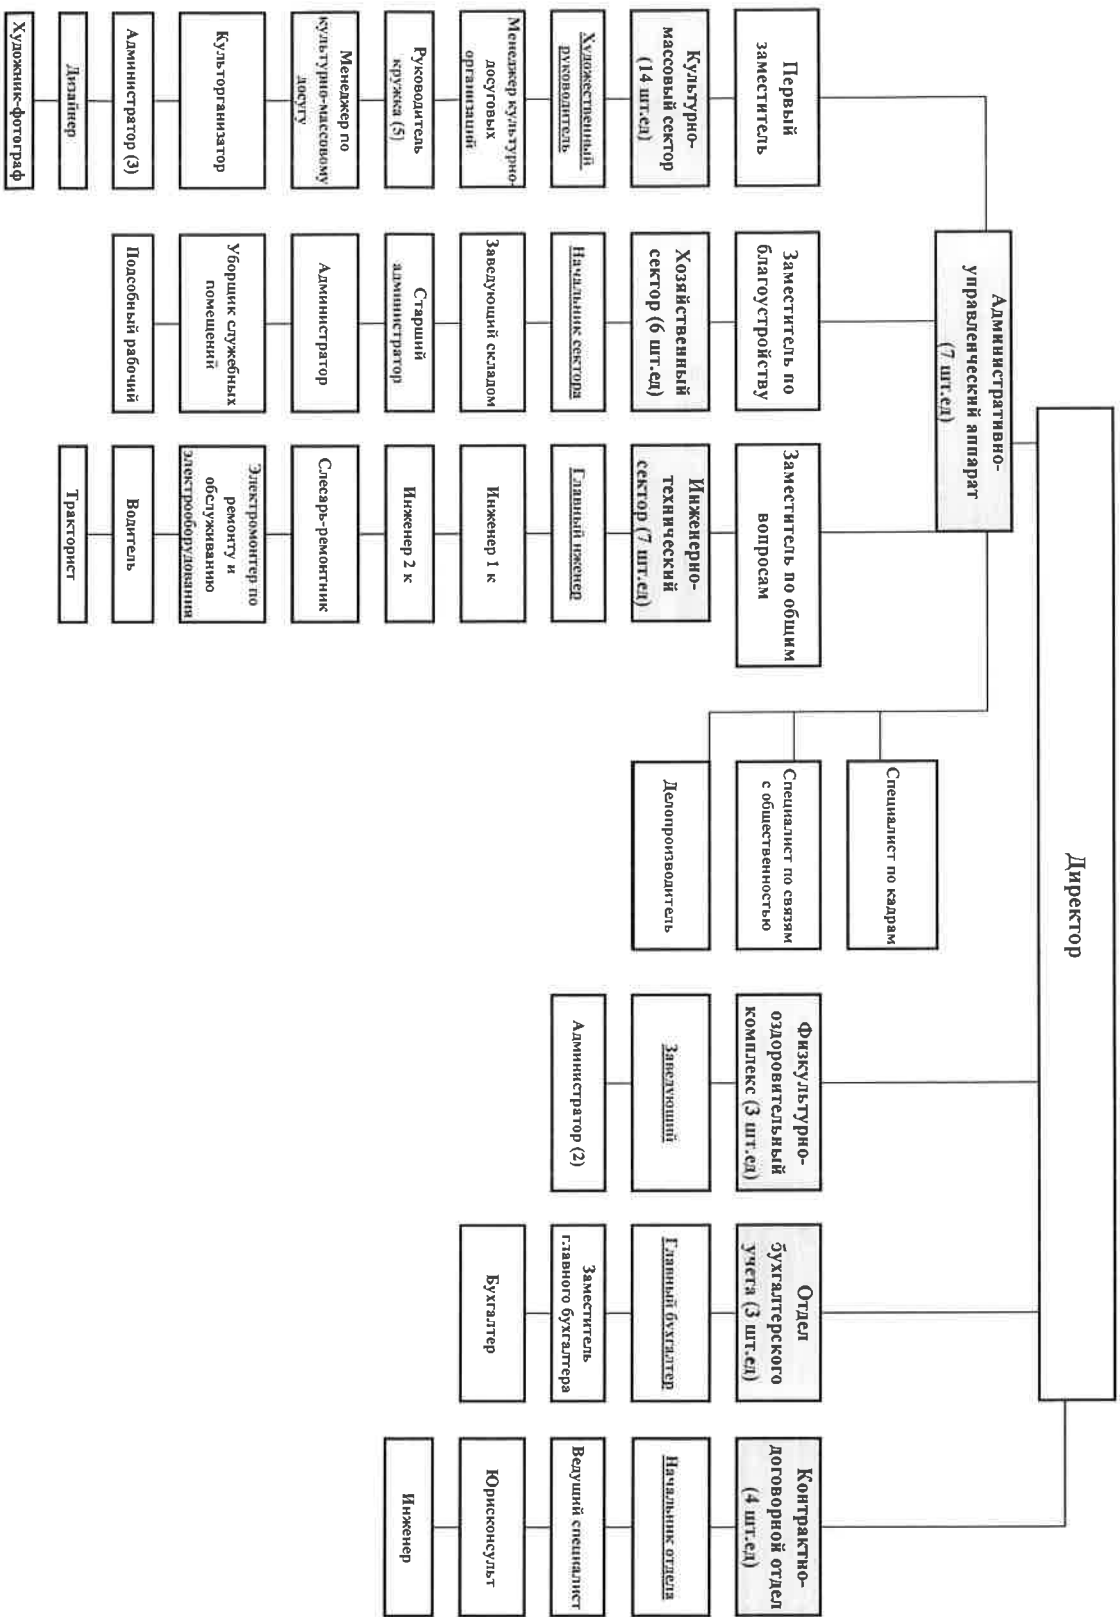 Директор
Административно-
управленческий аппарат
(7 шт.ед)
Первый
заместитель
Культурно-
массовый сектор
(14 шт.ед)
Художественный
руководитель
Менеджер культурно-
досуговых
организаций
Руководитель
кружка (5)
Менеджер по
культурно-массовому
досугу
Культорганизатор
Администратор (3)
Дизайнер
Художник-фотограф
Заместитель по
благоустройству
Хозяйственный
сектор (6 шт.ед)
Начальник сектора
Заведующий складом
Старший
администратор
Администратор
Уборщик служебных
помещений
Подсобный рабочий
Заместитель по общим
вопросам
Инженерно-
технический
сектор (7 шт.ед)
Главный инженер
Инженер 1 к
Инженер 2 к
Слесарь-ремонтник
Электромонтер по
ремонту и
обслуживанию
электрооборудования
Водитель
Тракторист
Специалист по кадрам
Специалист по связям
с общественностью
Делопроизводитель
Физкультурно-
оздоровительный
комплекс (3 шт.ед)
Заведующий
Администратор (2)
Отдел
бухгалтерского
учета (3 шт.ед)
Главный бухгалтер
Заместитель
главного бухгалтера
Бухгалтер
Контрактно-
договорной отдел
(4 шт.ед)
Начальник отдела
Ведущий специалист
Юрисконсульт
Инженер